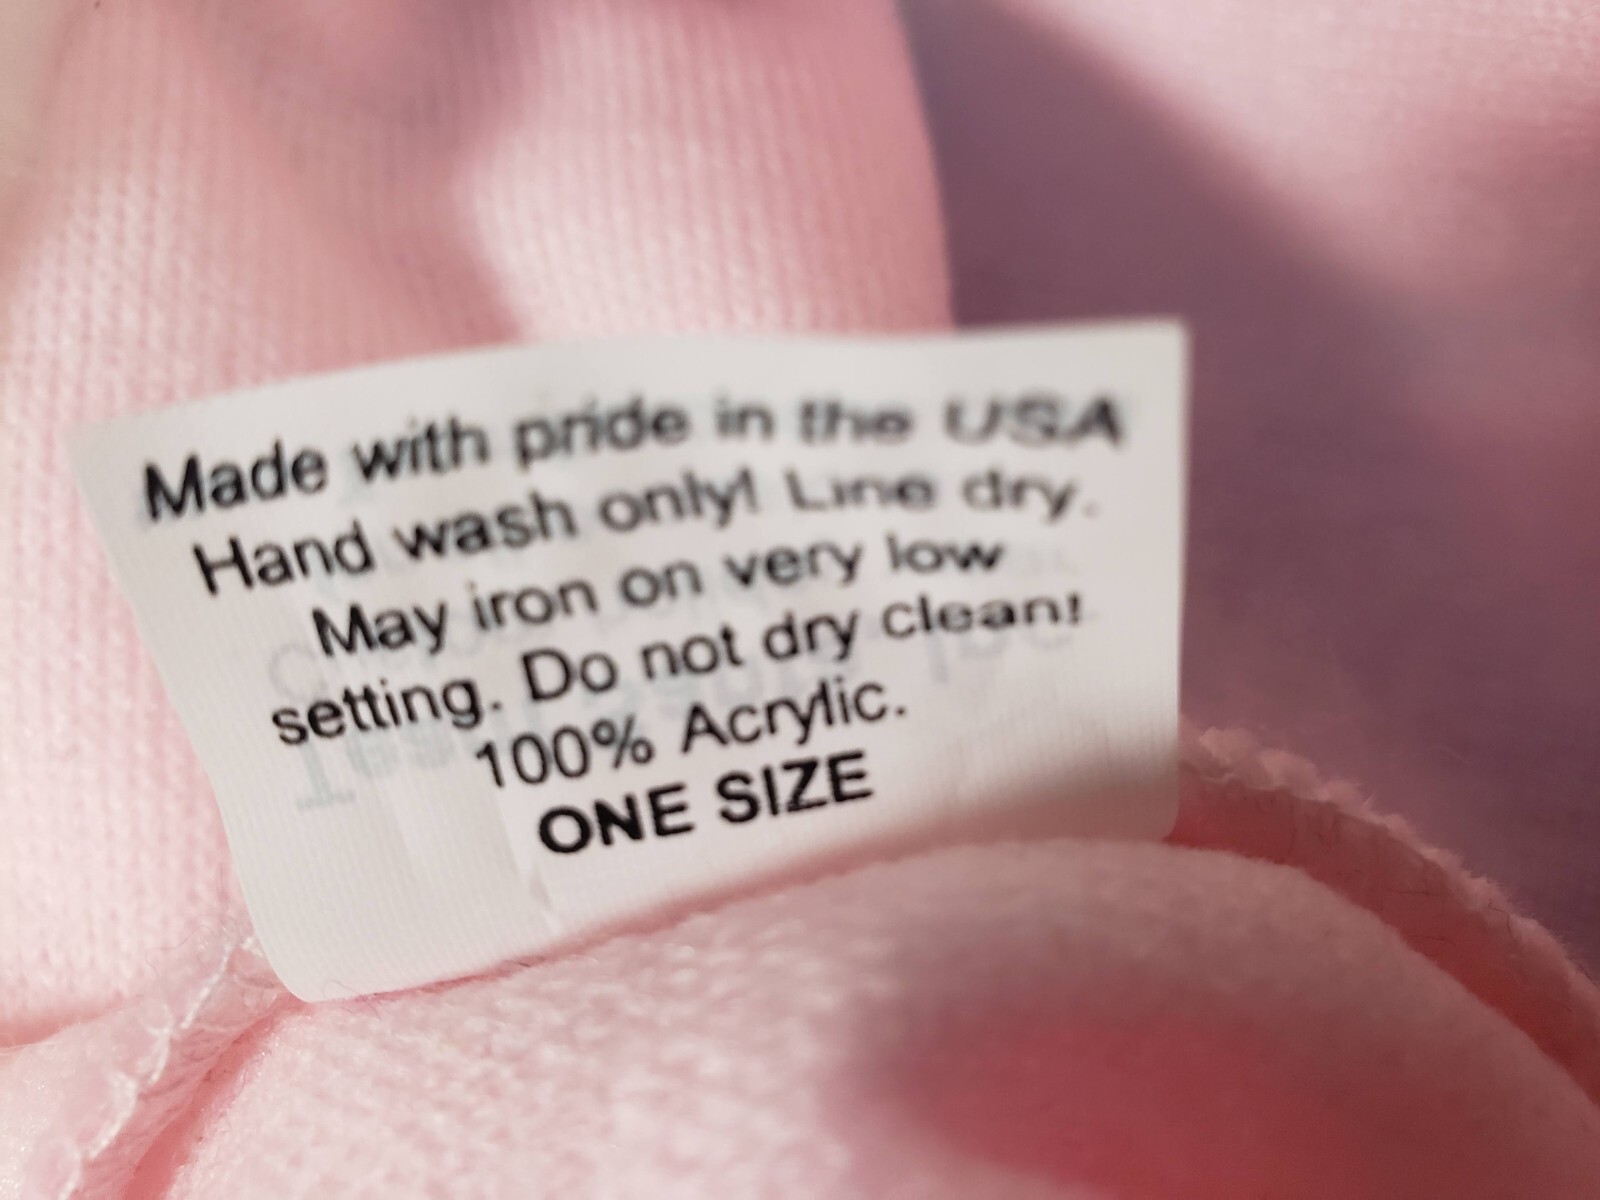 Made with pride in the USA
Hand wash only! Line dry.
May iron on very low
setting. Do not dry clean!
100% Acrylic.
ONE SIZE